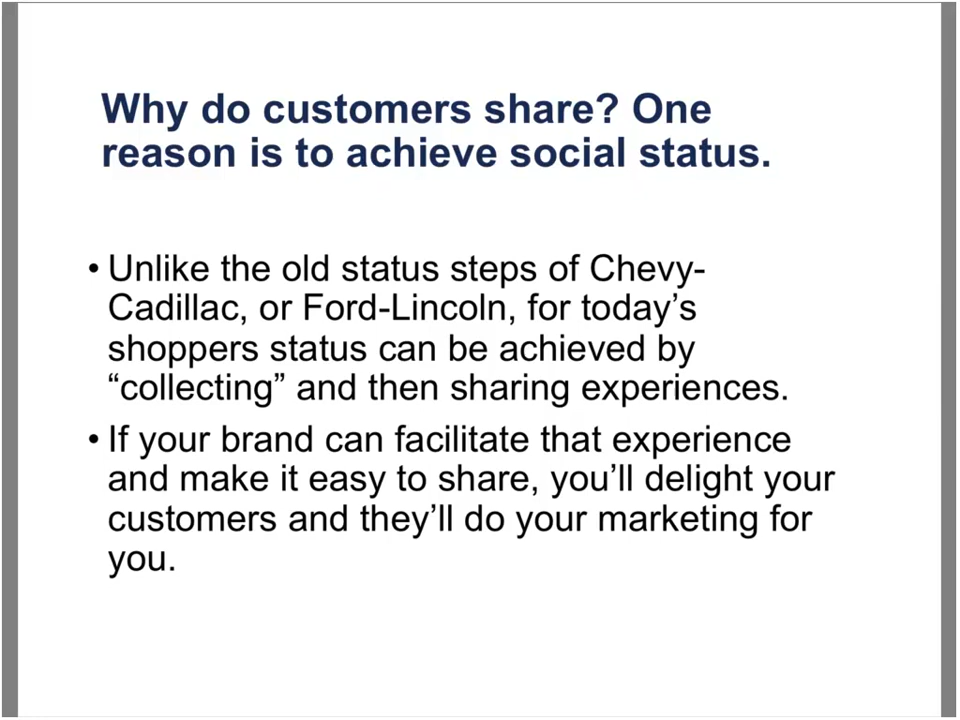 Why do customers share? One
reason is to achieve social status.
• Unlike the old status steps of Chevy-
Cadillac, or Ford-Lincoln, for today’s
shoppers status can be achieved by
“collecting” and then sharing experiences.
• If your brand can facilitate that experience
and make it easy to share, you’ll delight your
customers and they’ll do your marketing for
you.